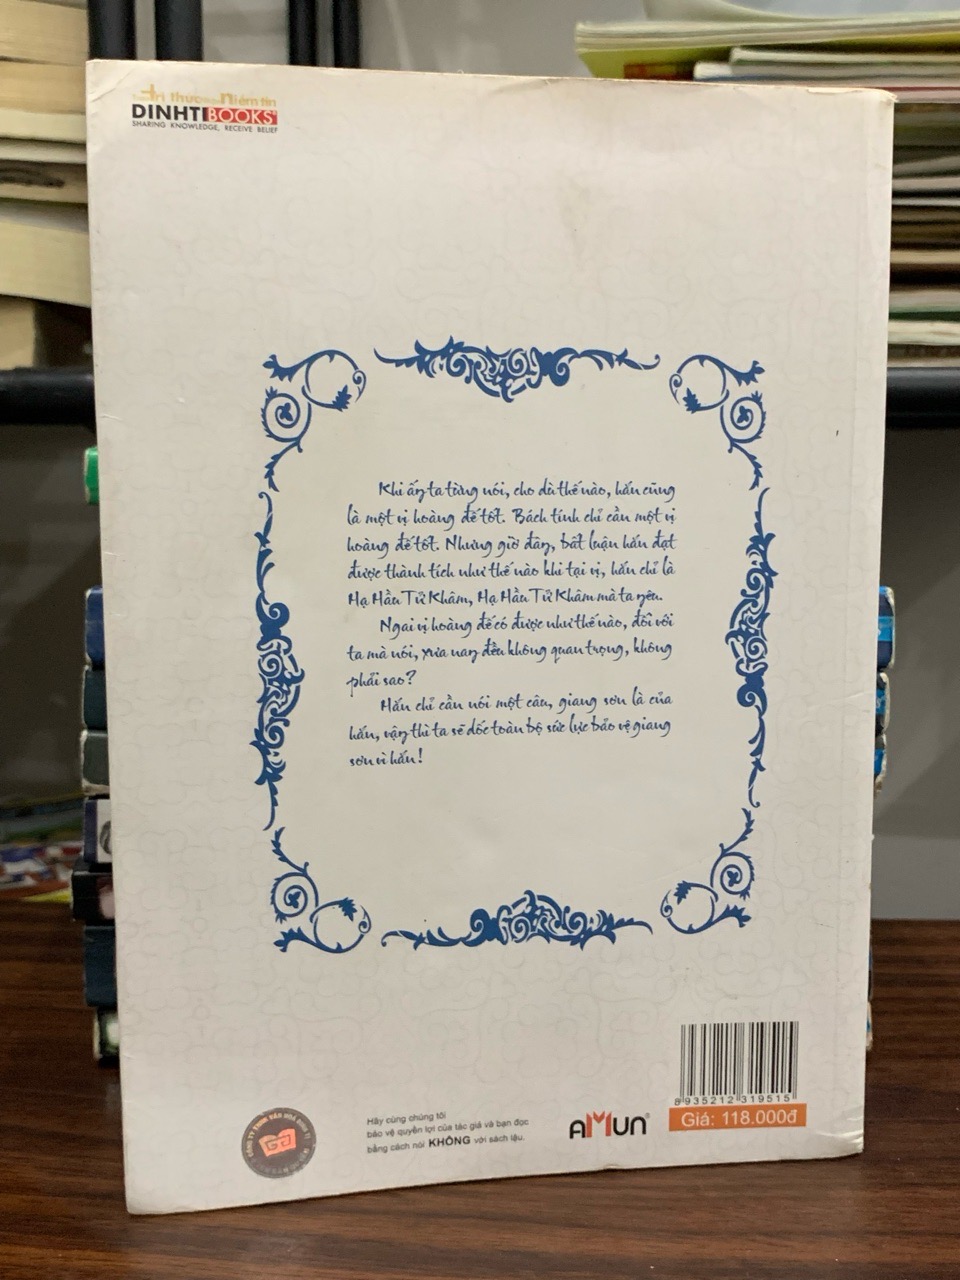 tri thức niềm tin
DINHTIBOOKS
SHARING KNOWLEDGE, RECEIVE BELIEF
Khi ấy ta từng nói, cho dù thế nào, hắn cũng
là một vị hoàng đế tốt. Bách tính chỉ cần một vị
hoàng đế tốt. Nhưng giờ đây, bất luận hắn đạt
được thành tích như thế nào khi tại vị, hắn chỉ là
Hạ Hầu Tử Khâm, Hạ Hầu Tử Khâm mà ta yêu.
Ngai vị hoàng đế có được như thế nào, đối với
ta mà nói, xưa nay đều không quan trọng, không
phải sao?
Hắn chỉ cần nói một câu, giang sơn là của
hắn, vậy thì ta sẽ dốc toàn bộ sức lực bảo vệ giang
sơn vì hắn!
8 935212 319515
Giá: 118.000đ
Hãy cùng chúng tôi
bảo vệ quyền lợi của tác giả và bạn đọc
bằng cách nói KHÔNG với sách lậu.
AMUN®